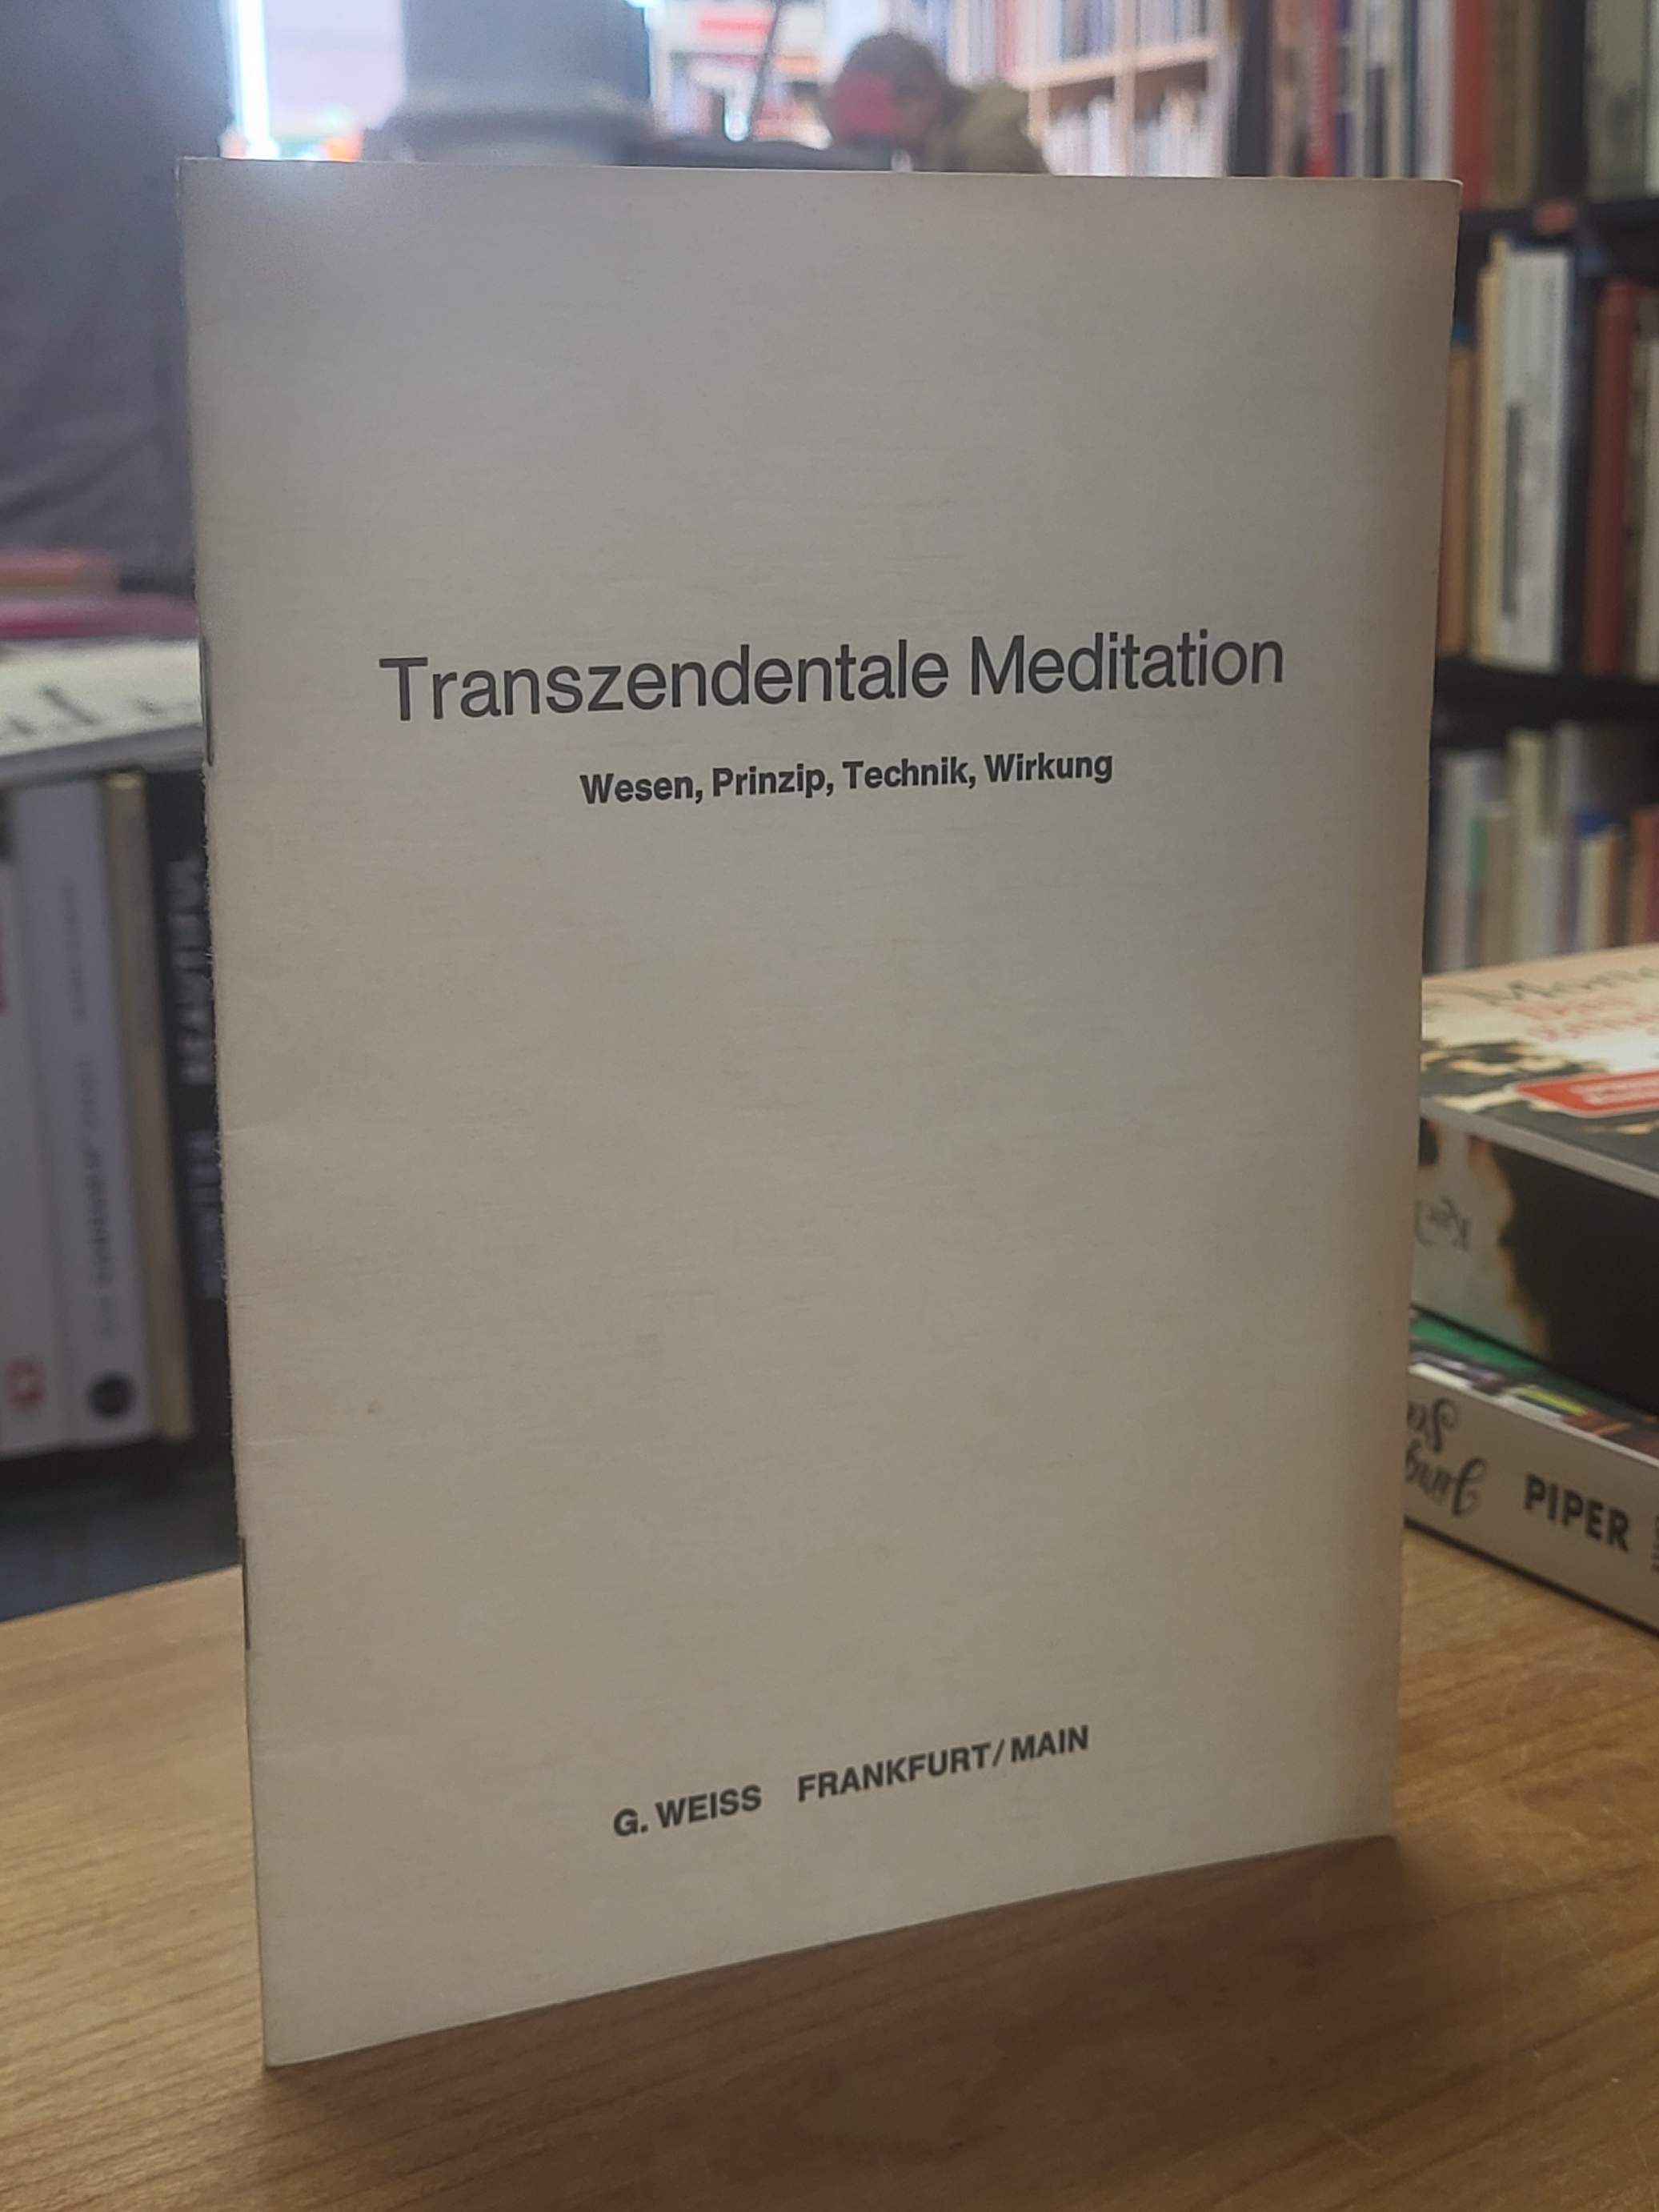 Transzendentale Meditation
Wesen, Prinzip, Technik, Wirkung
G. WEISS FRANKFURT/MAIN
PIPER